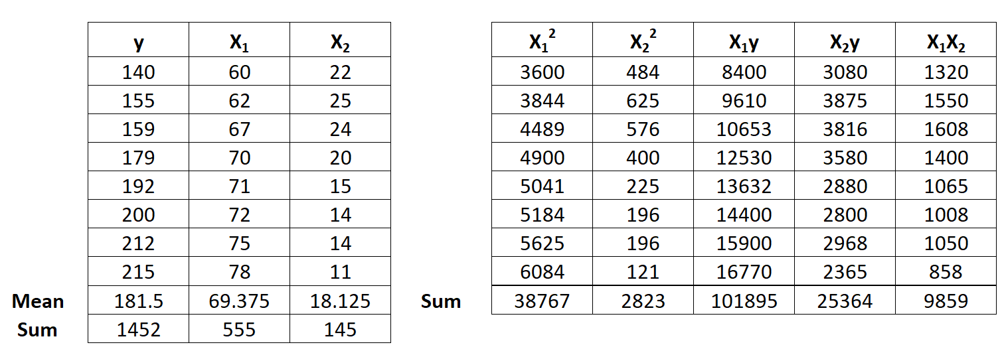 y X₁ X₂ X₁² X₂² X₁y X₂y X₁X₂
140 60 22 3600 484 8400 3080 1320
155 62 25 3844 625 9610 3875 1550
159 67 24 4489 576 10653 3816 1608
179 70 20 4900 400 12530 3580 1400
192 71 15 5041 225 13632 2880 1065
200 72 14 5184 196 14400 2800 1008
212 75 14 5625 196 15900 2968 1050
215 78 11 6084 121 16770 2365 858
Mean 181.5 69.375 18.125 Sum 38767 2823 101895 25364 9859
Sum 1452 555 145